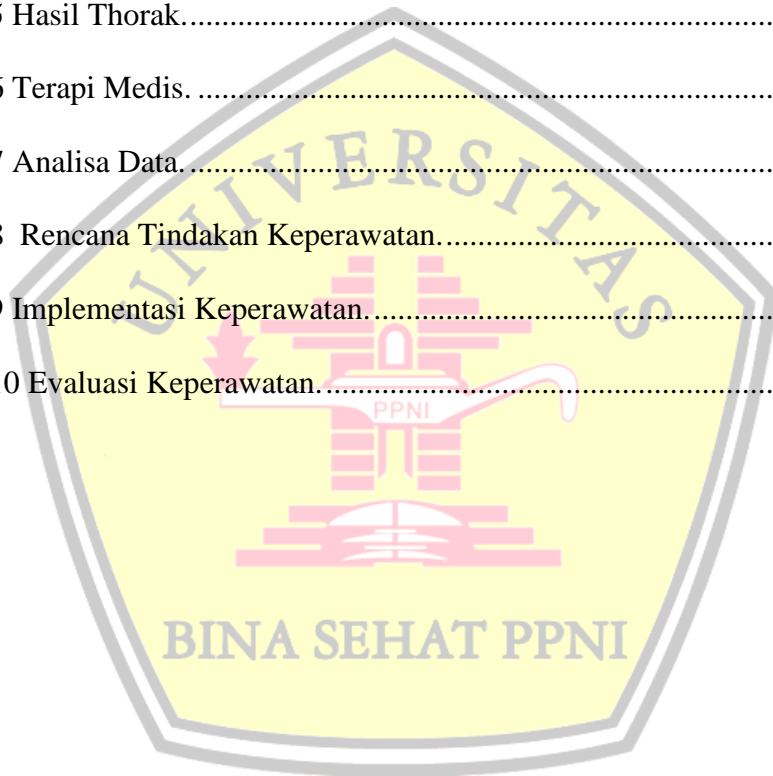 5 Hasil Thorak.
6 Terapi Medis.
7 Analisa Data.
UNIVERSITAS
8 Rencana Tindakan Keperawatan.
9 Implementasi Keperawatan.
10 Evaluasi Keperawatan.
PPNI
BINA SEHAT PPNI